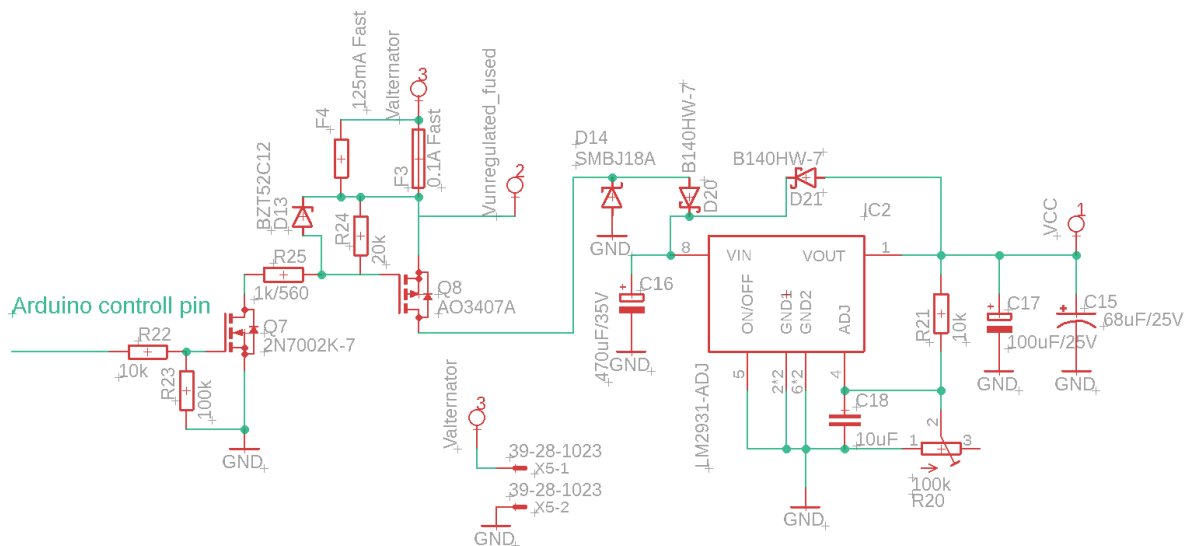 125mA Fast
F4
Valternator
3
F3
0.1A Fast
Vunregulated_fused
2
BZT52C12
D13
R24
20k
R25
1k/560
Arduino controll pin
R22
10k
R23
100k
Q7
2N7002K-7
GND
Q8
AO3407A
D14
SMBJ18A
GND
B140HW-7
D20
B140HW-7
D21
IC2
8
VIN
VOUT
1
ON/OFF
GND1
GND2
ADJ
5
2*2
6*2
4
LM2931-ADJ
C16
470uF/35V
GND
C18
10uF
GND
R21
10k
2
1
3
100k
R20
VCC
1
C17
100uF/25V
GND
C15
68uF/25V
GND
Valternator
3
39-28-1023
X5-1
39-28-1023
X5-2
GND